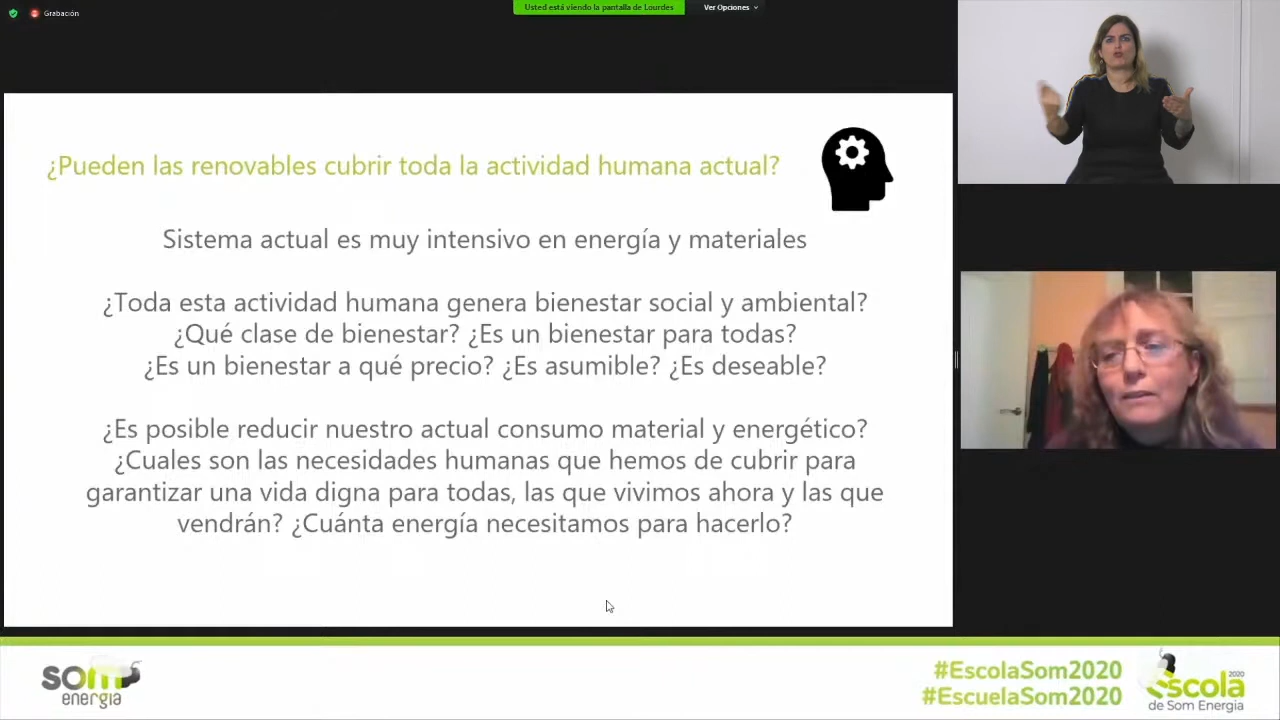 Grabación
Usted está viendo la pantalla de Lourdes
Ver Opciones
¿Pueden las renovables cubrir toda la actividad humana actual?
Sistema actual es muy intensivo en energía y materiales
¿Toda esta actividad humana genera bienestar social y ambiental?
¿Qué clase de bienestar? ¿Es un bienestar para todas?
¿Es un bienestar a qué precio? ¿Es asumible? ¿Es deseable?
¿Es posible reducir nuestro actual consumo material y energético?
¿Cuales son las necesidades humanas que hemos de cubrir para
garantizar una vida digna para todas, las que vivimos ahora y las que
vendrán? ¿Cuánta energía necesitamos para hacerlo?
som
energia
#EscolaSom2020
#EscuelaSom2020
2020
escola
de Som Energia